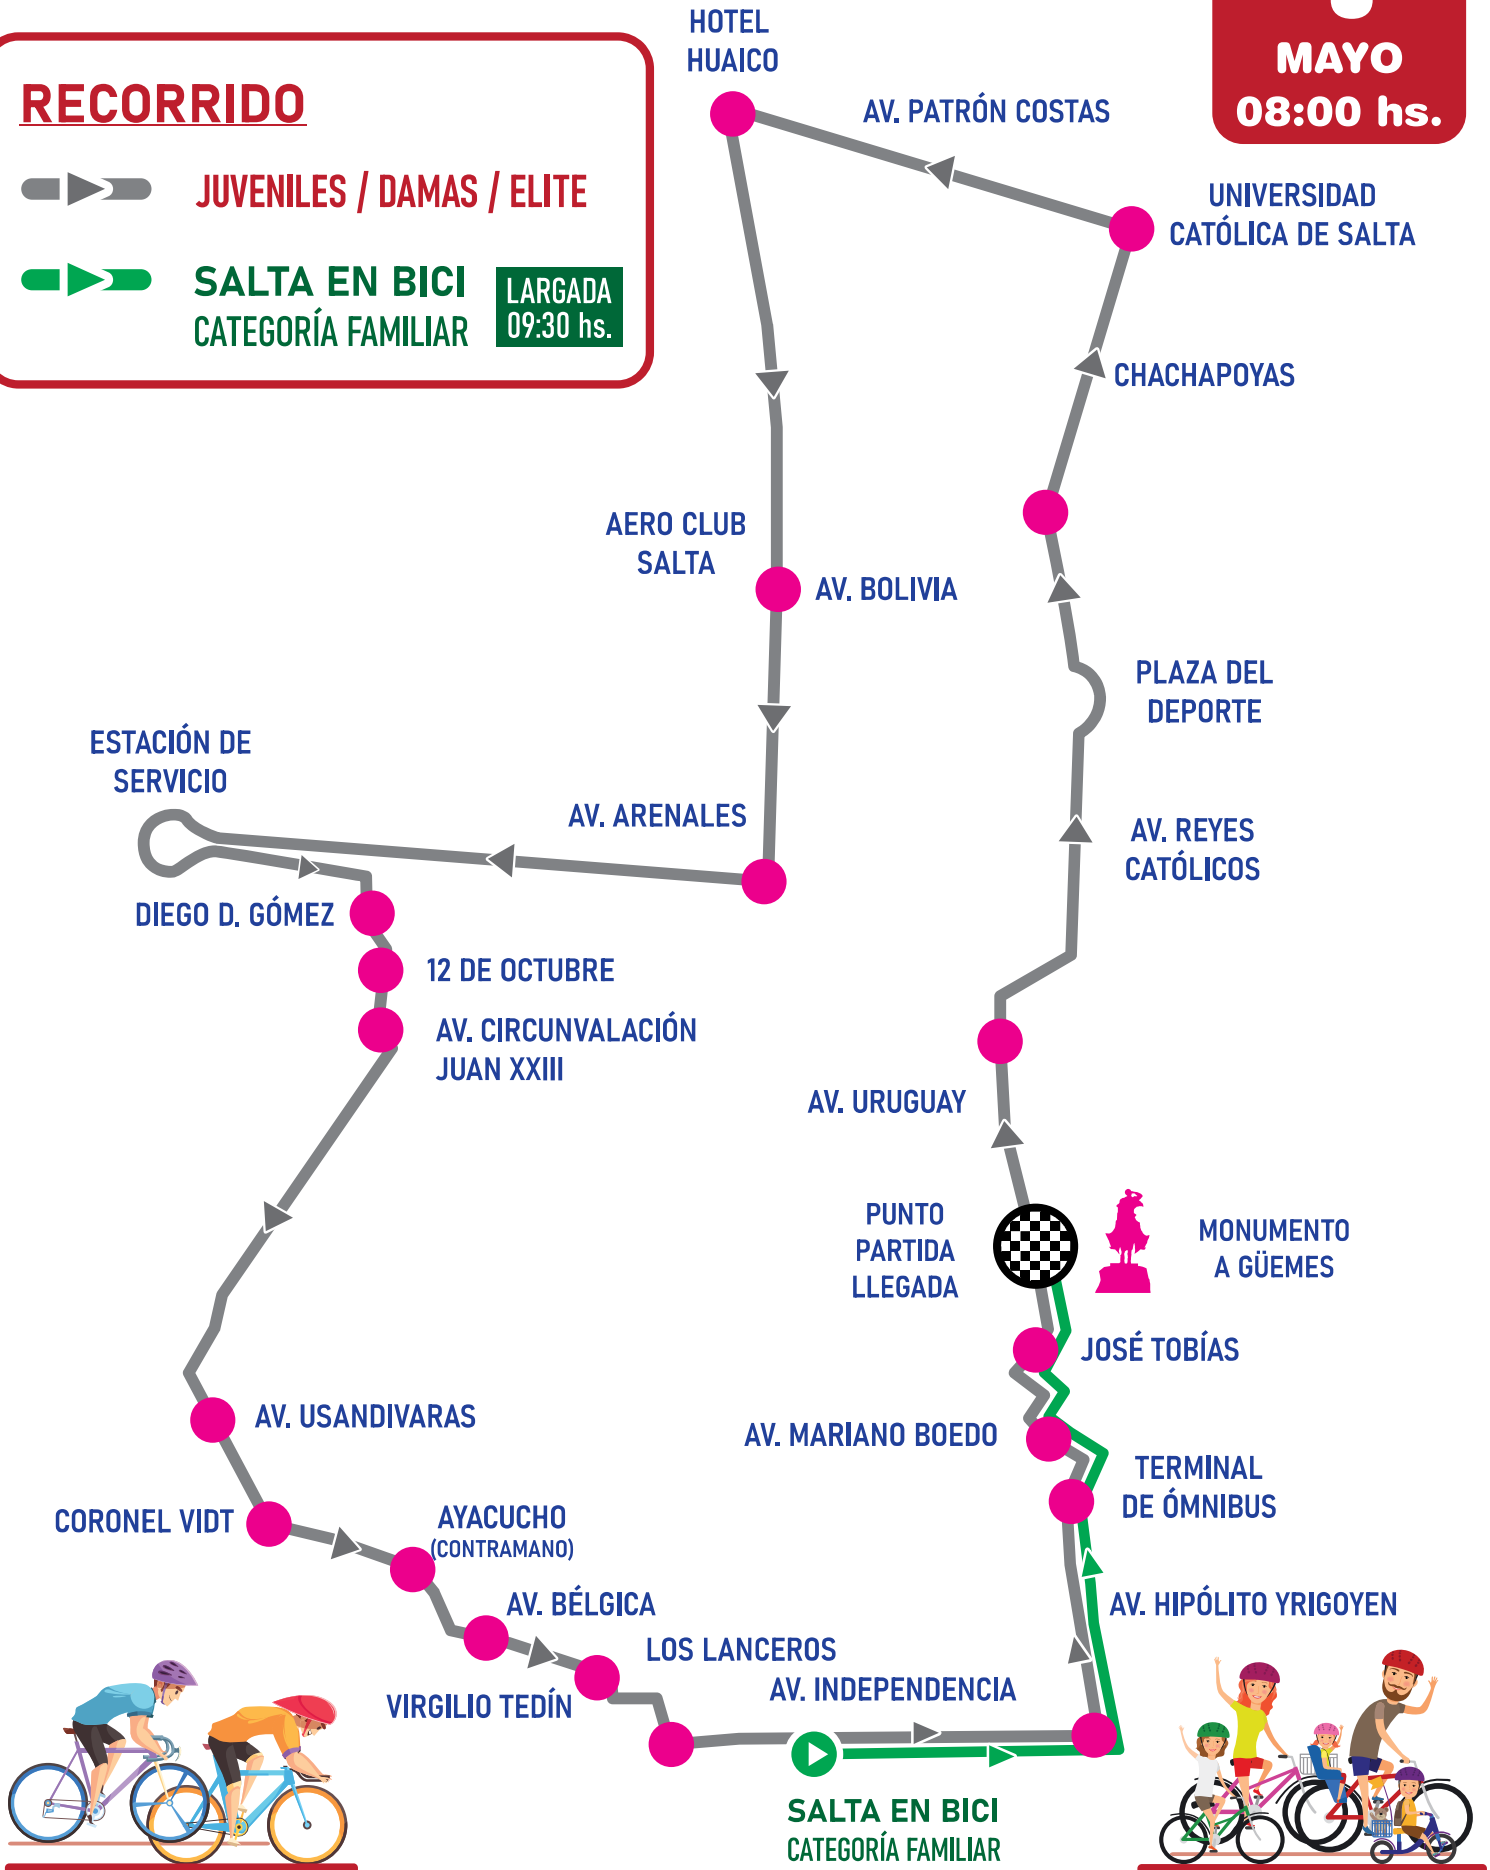 HOTEL
HUAICO
MAYO
08:00 hs.
RECORRIDO
JUVENILES / DAMAS / ELITE
SALTA EN BICI
CATEGORÍA FAMILIAR
LARGADA
09:30 hs.
AV. PATRÓN COSTAS
UNIVERSIDAD
CATÓLICA DE SALTA
CHACHAPOYAS
AERO CLUB
SALTA
AV. BOLIVIA
PLAZA DEL
DEPORTE
ESTACIÓN DE
SERVICIO
AV. ARENALES
AV. REYES
CATÓLICOS
DIEGO D. GÓMEZ
12 DE OCTUBRE
AV. CIRCUNVALACIÓN
JUAN XXIII
AV. URUGUAY
PUNTO
PARTIDA
LLEGADA
MONUMENTO
A GÜEMES
JOSÉ TOBÍAS
AV. USANDIVARAS
AV. MARIANO BOEDO
TERMINAL
DE ÓMNIBUS
CORONEL VIDT
AYACUCHO
(CONTRAMANO)
AV. BÉLGICA
AV. HIPÓLITO YRIGOYEN
LOS LANCEROS
VIRGILIO TEDÍN
AV. INDEPENDENCIA
SALTA EN BICI
CATEGORÍA FAMILIAR